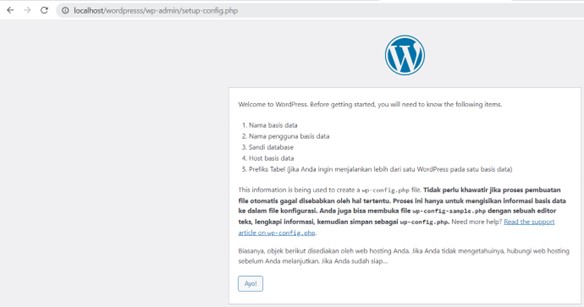 localhost/wordpresss/wp-admin/setup-config.php
Welcome to WordPress. Before getting started, you will need to know the following items.
1. Nama basis data
2. Nama pengguna basis data
3. Sandi database
4. Host basis data
5. Prefiks Tabel (jika Anda ingin menjalankan lebih dari satu WordPress pada satu basis data)
This information is being used to create a wp-config.php file. Tidak perlu khawatir jika proses pembuatan
file otomatis gagal disebabkan oleh hal tertentu. Proses ini hanya untuk mengisikan informasi basis data
ke dalam file konfigurasi. Anda juga bisa membuka file wp-config-sample.php dengan sebuah editor
teks, lengkapi informasi, kemudian simpan sebagai wp-config.php. Need more help? Read the support
article on wp-config.php.
Biasanya, objek berikut disediakan oleh web hosting Anda. Jika Anda tidak mengetahuinya, hubungi web hosting
sebelum Anda melanjutkan. Jika Anda sudah siap...
Ayo!